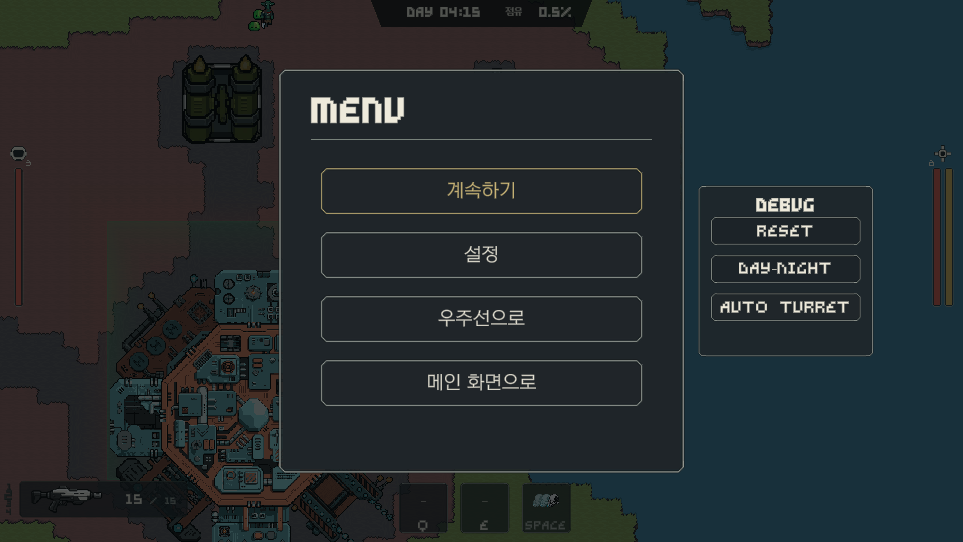 DAY 04:15 점유 0.5%
MENU
계속하기
설정
우주선으로
메인 화면으로
DEBUG
RESET
DAY-NIGHT
AUTO TURRET
15 / 15
- -
Q E SPACE